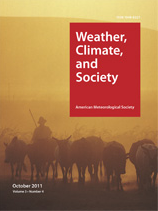 Weather,
Climate,
and
Society
American Meteorological Society
October 2011
Volume 3 • Number 4